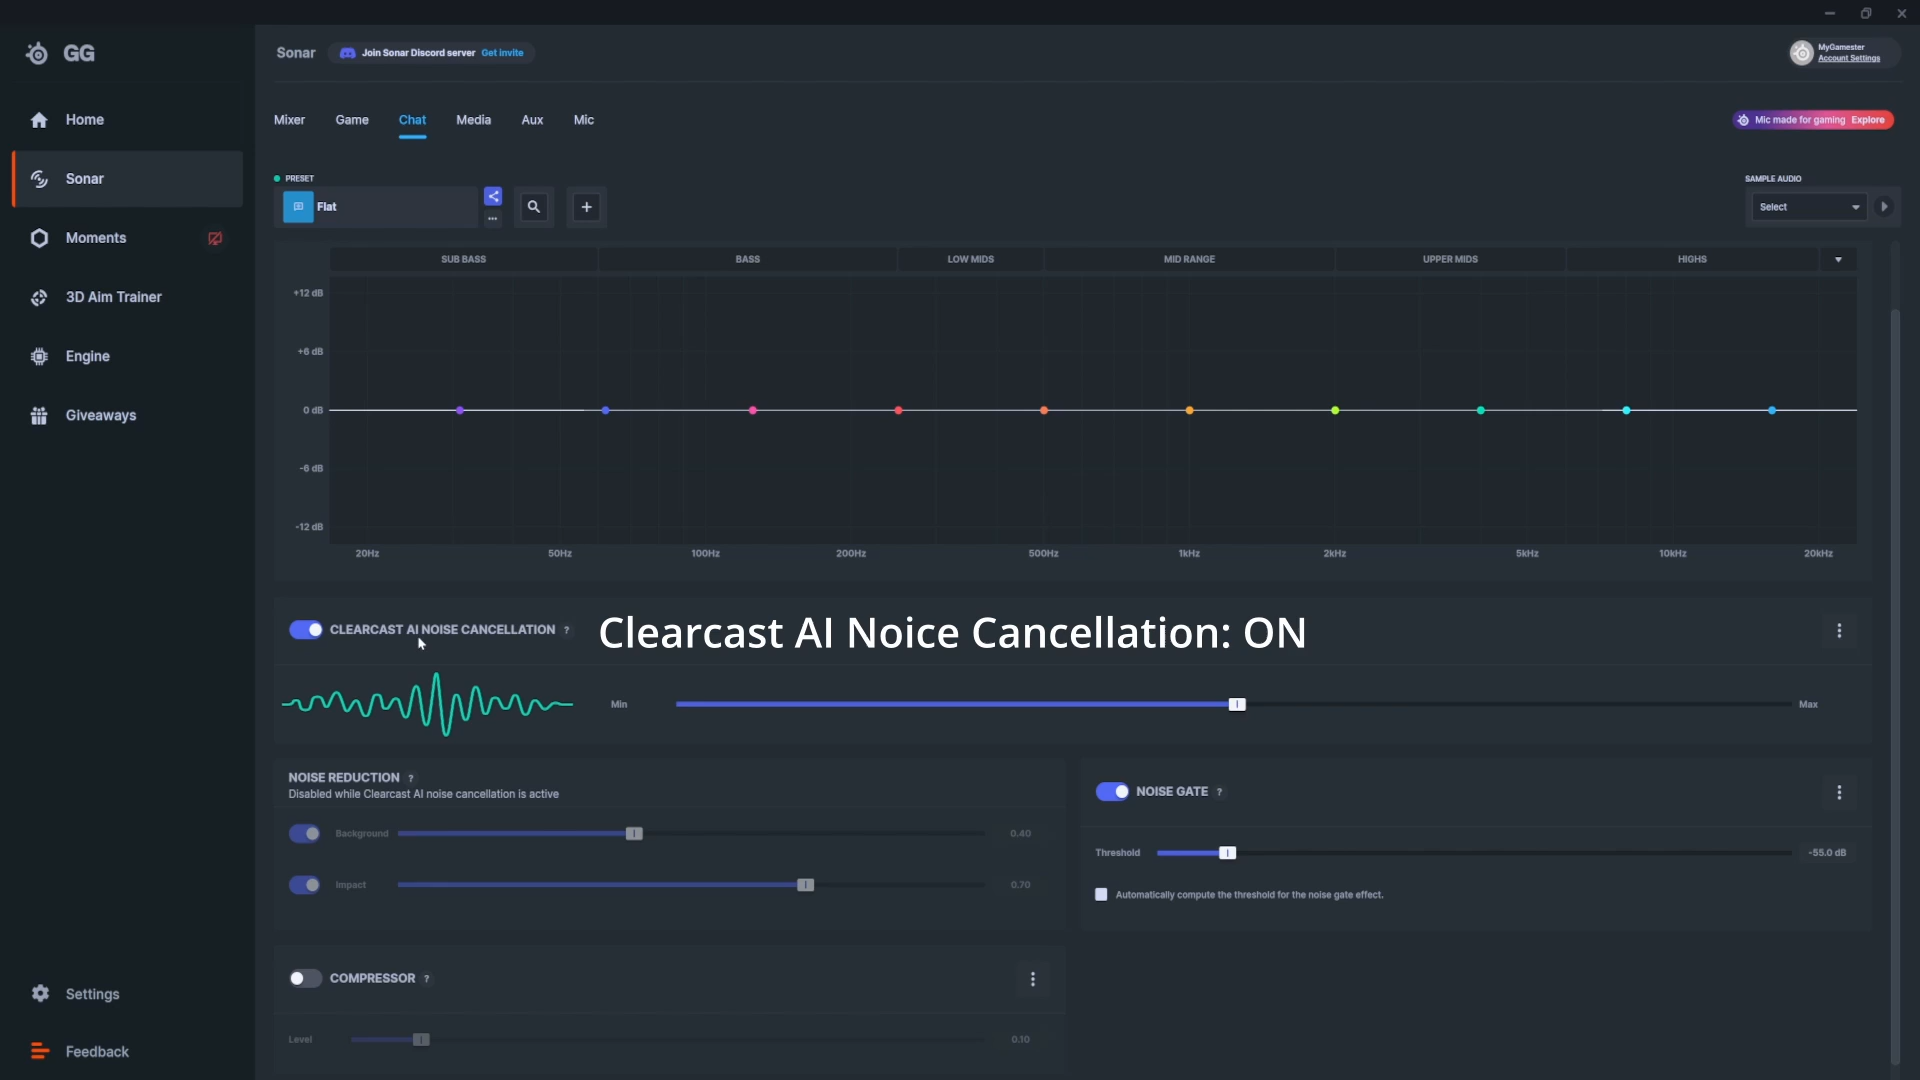 GG
Sonar
Join Sonar Discord server Get invite
MyGamester
Account Settings
Home
Sonar
Moments
3D Aim Trainer
Engine
Giveaways
Settings
Feedback
Mixer Game Chat Media Aux Mic
Mic made for gaming Explore
PRESET
Flat
SAMPLE AUDIO
Select
SUB BASS BASS LOW MIDS MID RANGE UPPER MIDS HIGHS
+12 dB
+6 dB
0 dB
-6 dB
-12 dB
20Hz 50Hz 100Hz 200Hz 500Hz 1kHz 2kHz 5kHz 10kHz 20kHz
CLEARCAST AI NOISE CANCELLATION ?
Clearcast AI Noice Cancellation: ON
Min Max
NOISE REDUCTION ?
Disabled while Clearcast AI noise cancellation is active
Background 0.40
Impact 0.70
NOISE GATE ?
Threshold -55.0 dB
Automatically compute the threshold for the noise gate effect.
COMPRESSOR ?
Level 0.10